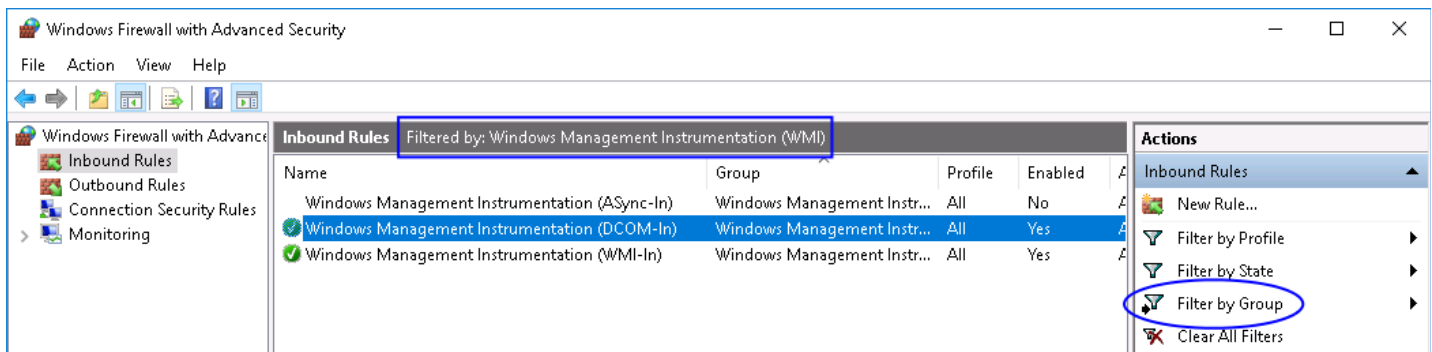 Windows Firewall with Advanced Security
File Action View Help
Windows Firewall with Advance
Inbound Rules
Outbound Rules
Connection Security Rules
Monitoring
Inbound Rules Filtered by: Windows Management Instrumentation (WMI)
Name Group Profile Enabled A
Windows Management Instrumentation (ASync-In) Windows Management Instr... All No A
Windows Management Instrumentation (DCOM-In) Windows Management Instr... All Yes A
Windows Management Instrumentation (WMI-In) Windows Management Instr... All Yes A
Actions
Inbound Rules
New Rule...
Filter by Profile
Filter by State
Filter by Group
Clear All Filters